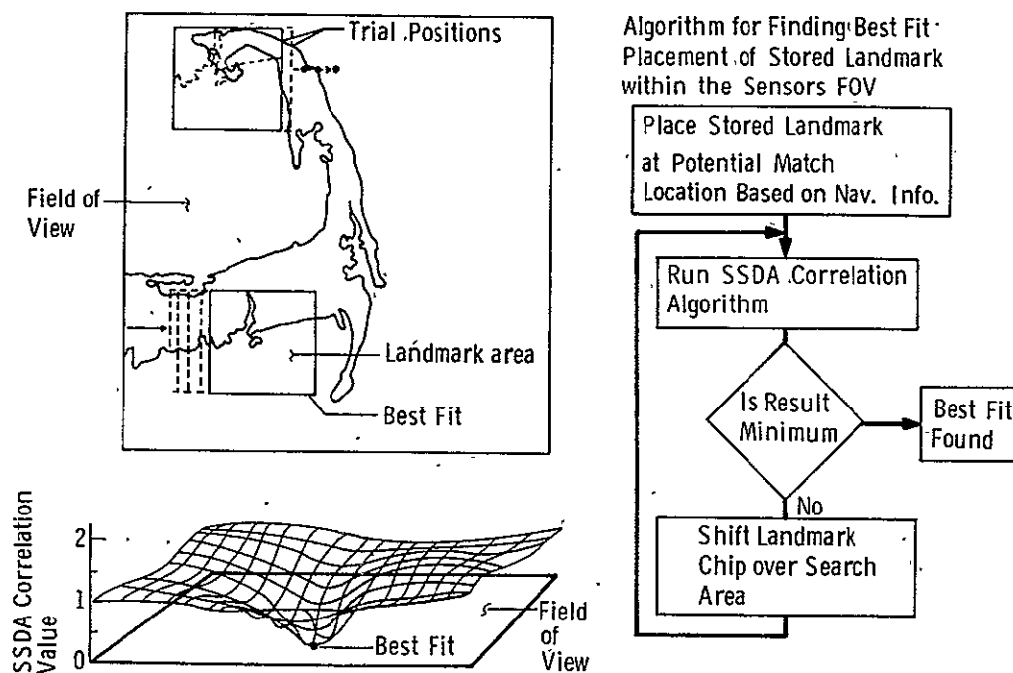 Trial Positions
Field of
View
Landmark area
Best Fit
SSDA Correlation
Value
2
1
0
Best Fit
Field
of
View
Algorithm for Finding Best Fit
Placement of Stored Landmark
within the Sensors FOV
Place Stored Landmark
at Potential Match
Location Based on Nav. Info.
Run SSDA Correlation
Algorithm
Is Result
Minimum
Best Fit
Found
No
Shift Landmark
Chip over Search
Area